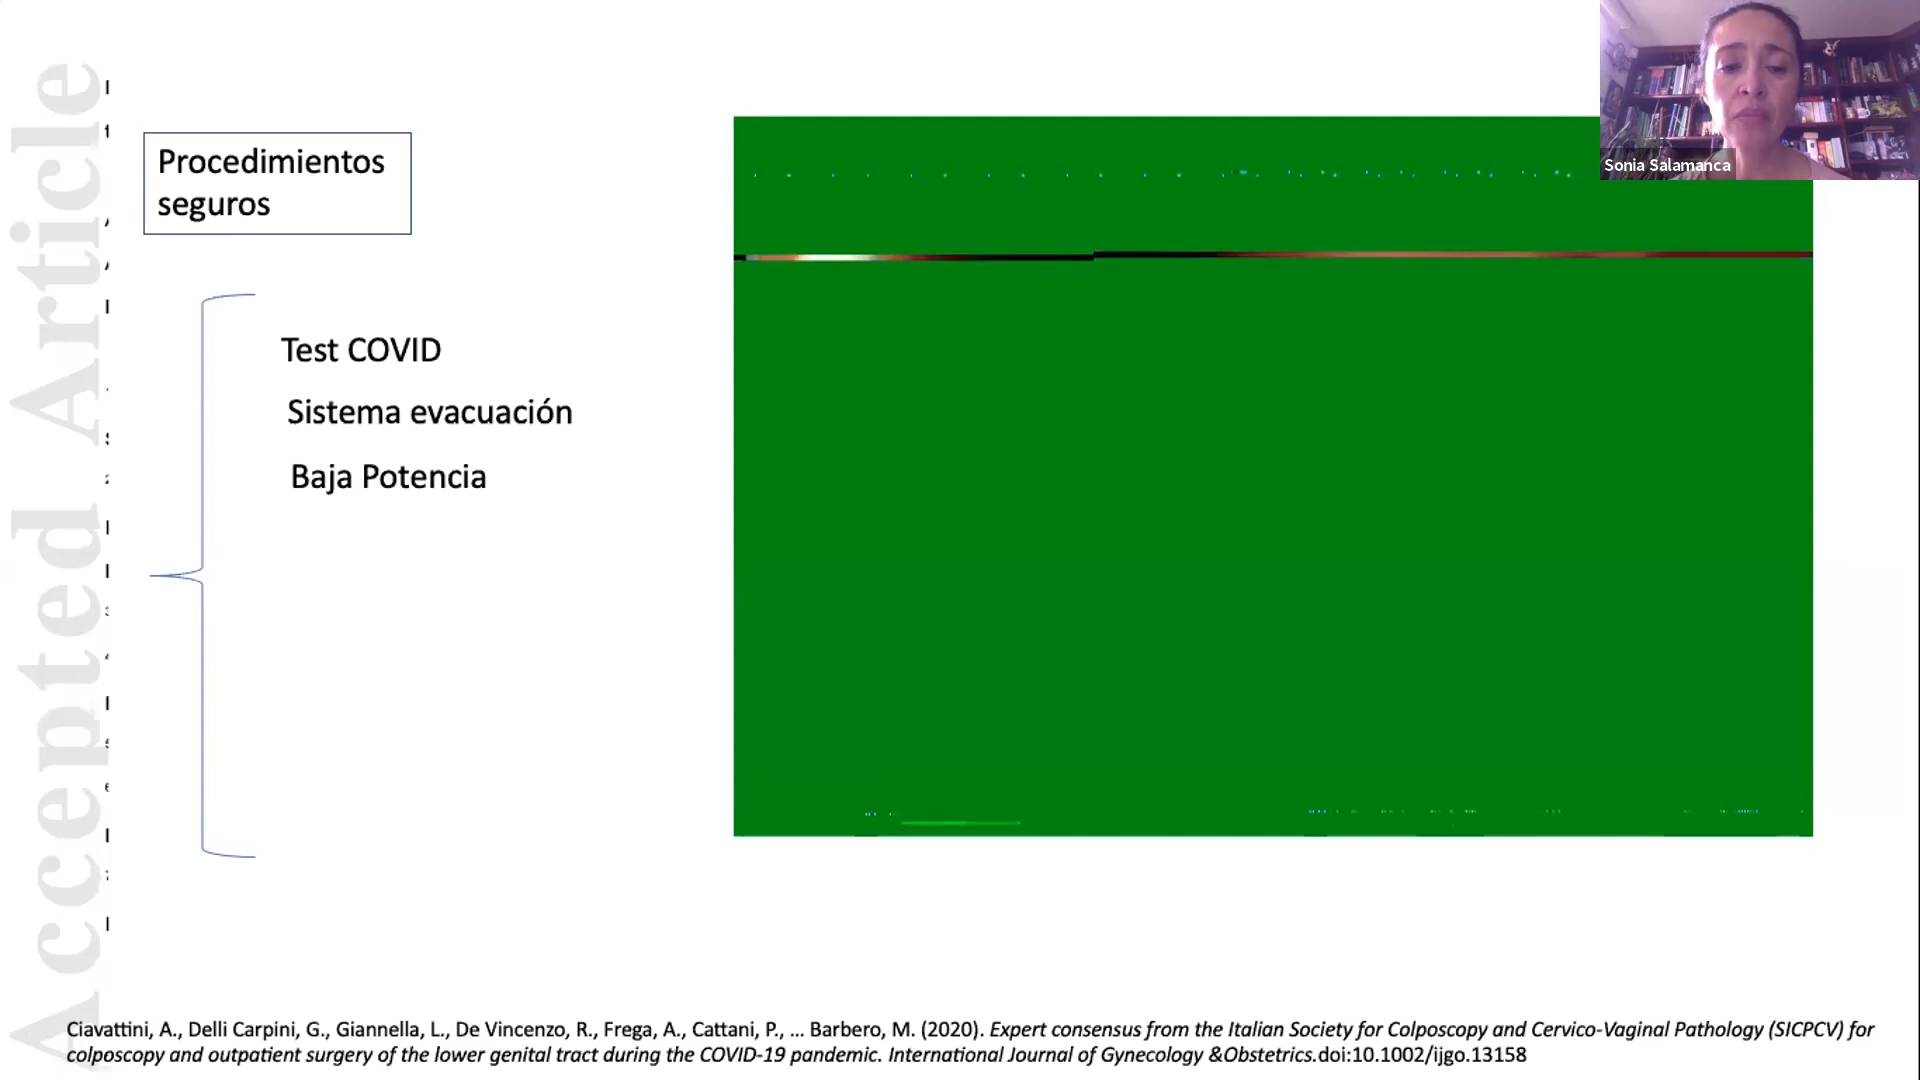 Accepted Article
Procedimientos
seguros
Test COVID
Sistema evacuación
Baja Potencia
Sonia Salamanca
Ciavattini, A., Delli Carpini, G., Giannella, L., De Vincenzo, R., Frega, A., Cattani, P., ... Barbero, M. (2020). Expert consensus from the Italian Society for Colposcopy and Cervico-Vaginal Pathology (SICPCV) for
colposcopy and outpatient surgery of the lower genital tract during the COVID-19 pandemic. International Journal of Gynecology &Obstetrics.doi:10.1002/ijgo.13158